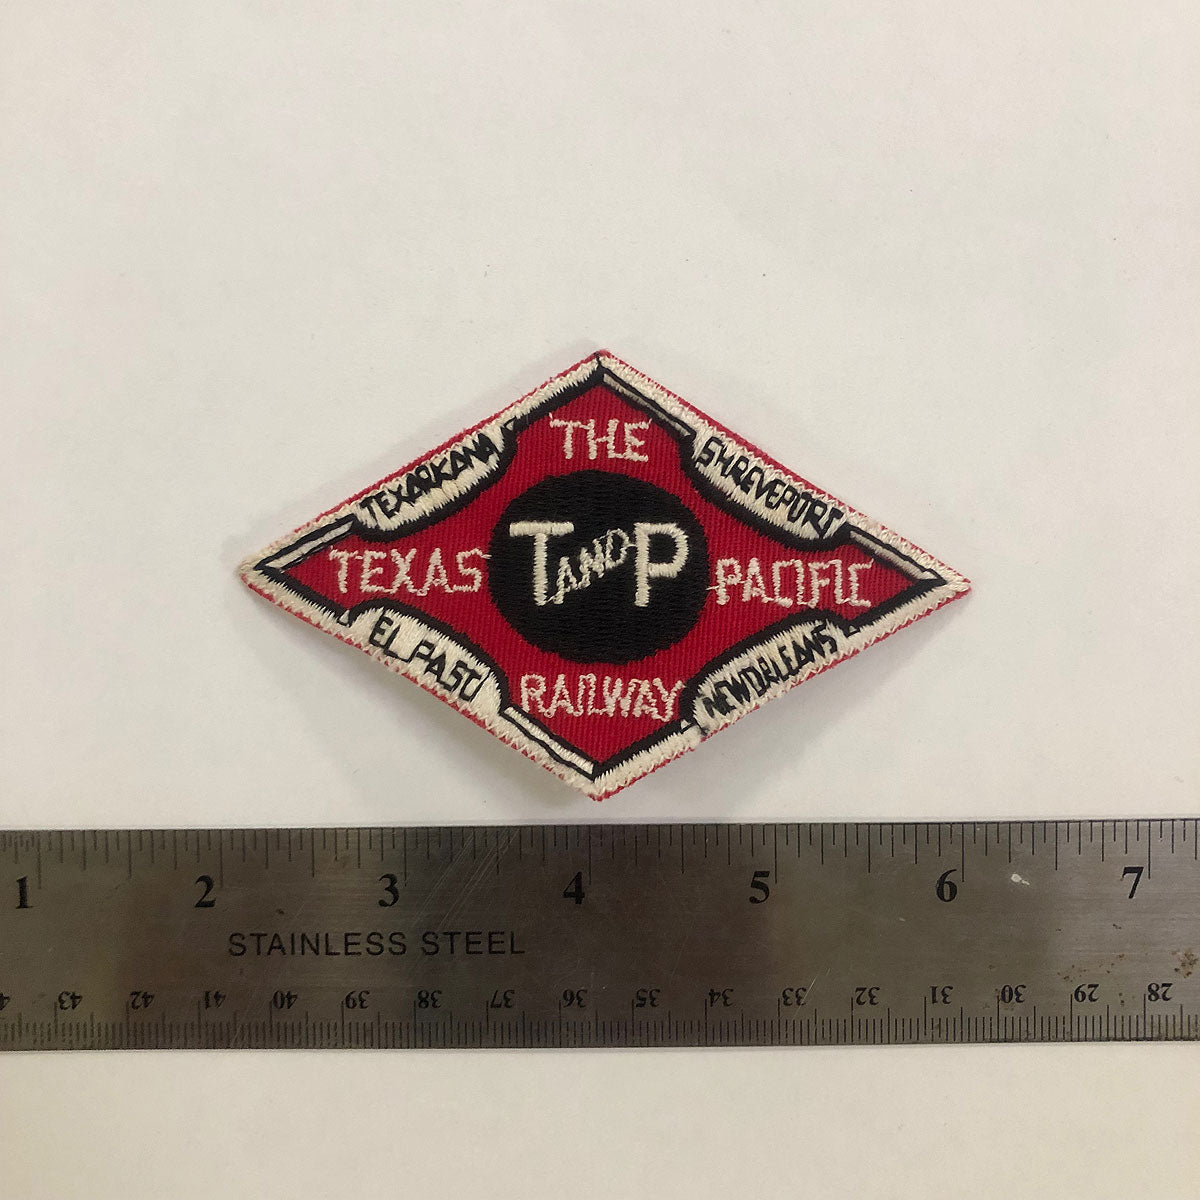 THE
TEXARKANA
SHREVEPORT
T AND P
TEXAS
PACIFIC
EL PASO
NEW ORLEANS
RAILWAY
1 2 3 4 5 6 7
STAINLESS STEEL
43 42 41 40 39 38 37 36 35 34 33 32 31 30 29 28